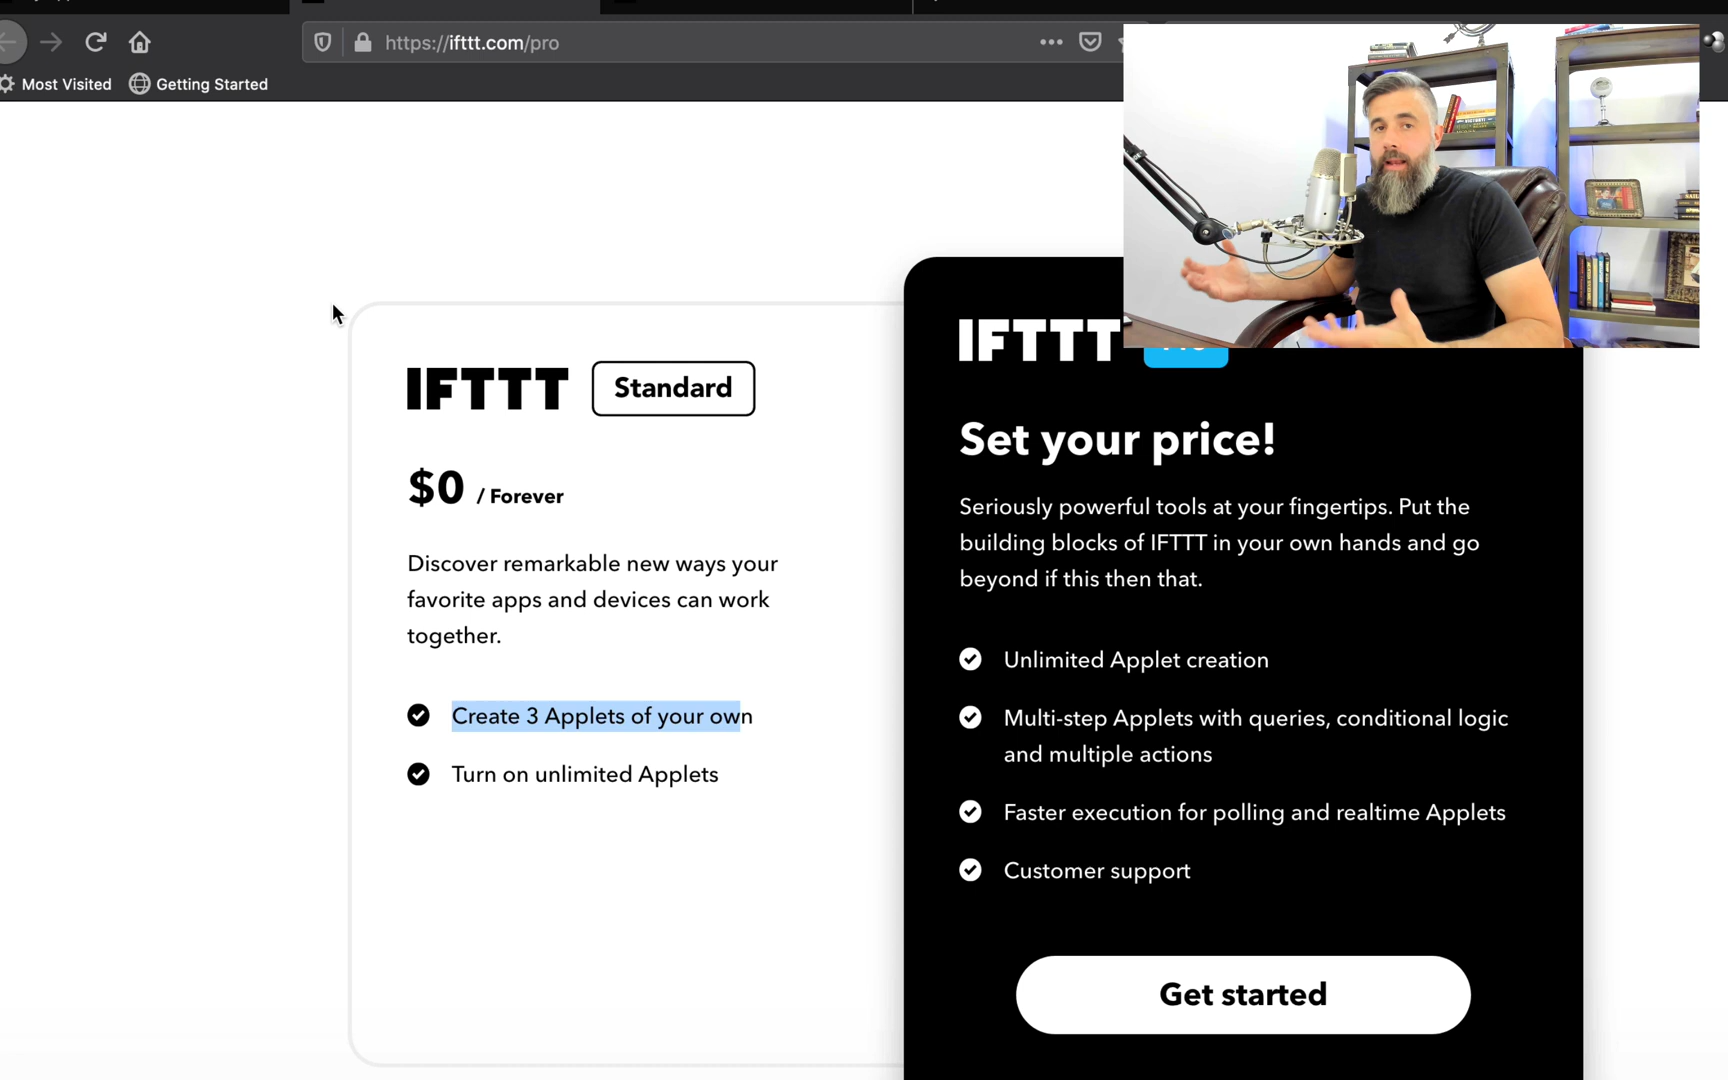 https://ifttt.com/pro
Most Visited
Getting Started
IFTTT Standard
$0 / Forever
Discover remarkable new ways your
favorite apps and devices can work
together.
Create 3 Applets of your own
Turn on unlimited Applets
IFTTT
Set your price!
Seriously powerful tools at your fingertips. Put the
building blocks of IFTTT in your own hands and go
beyond if this then that.
Unlimited Applet creation
Multi-step Applets with queries, conditional logic
and multiple actions
Faster execution for polling and realtime Applets
Customer support
Get started